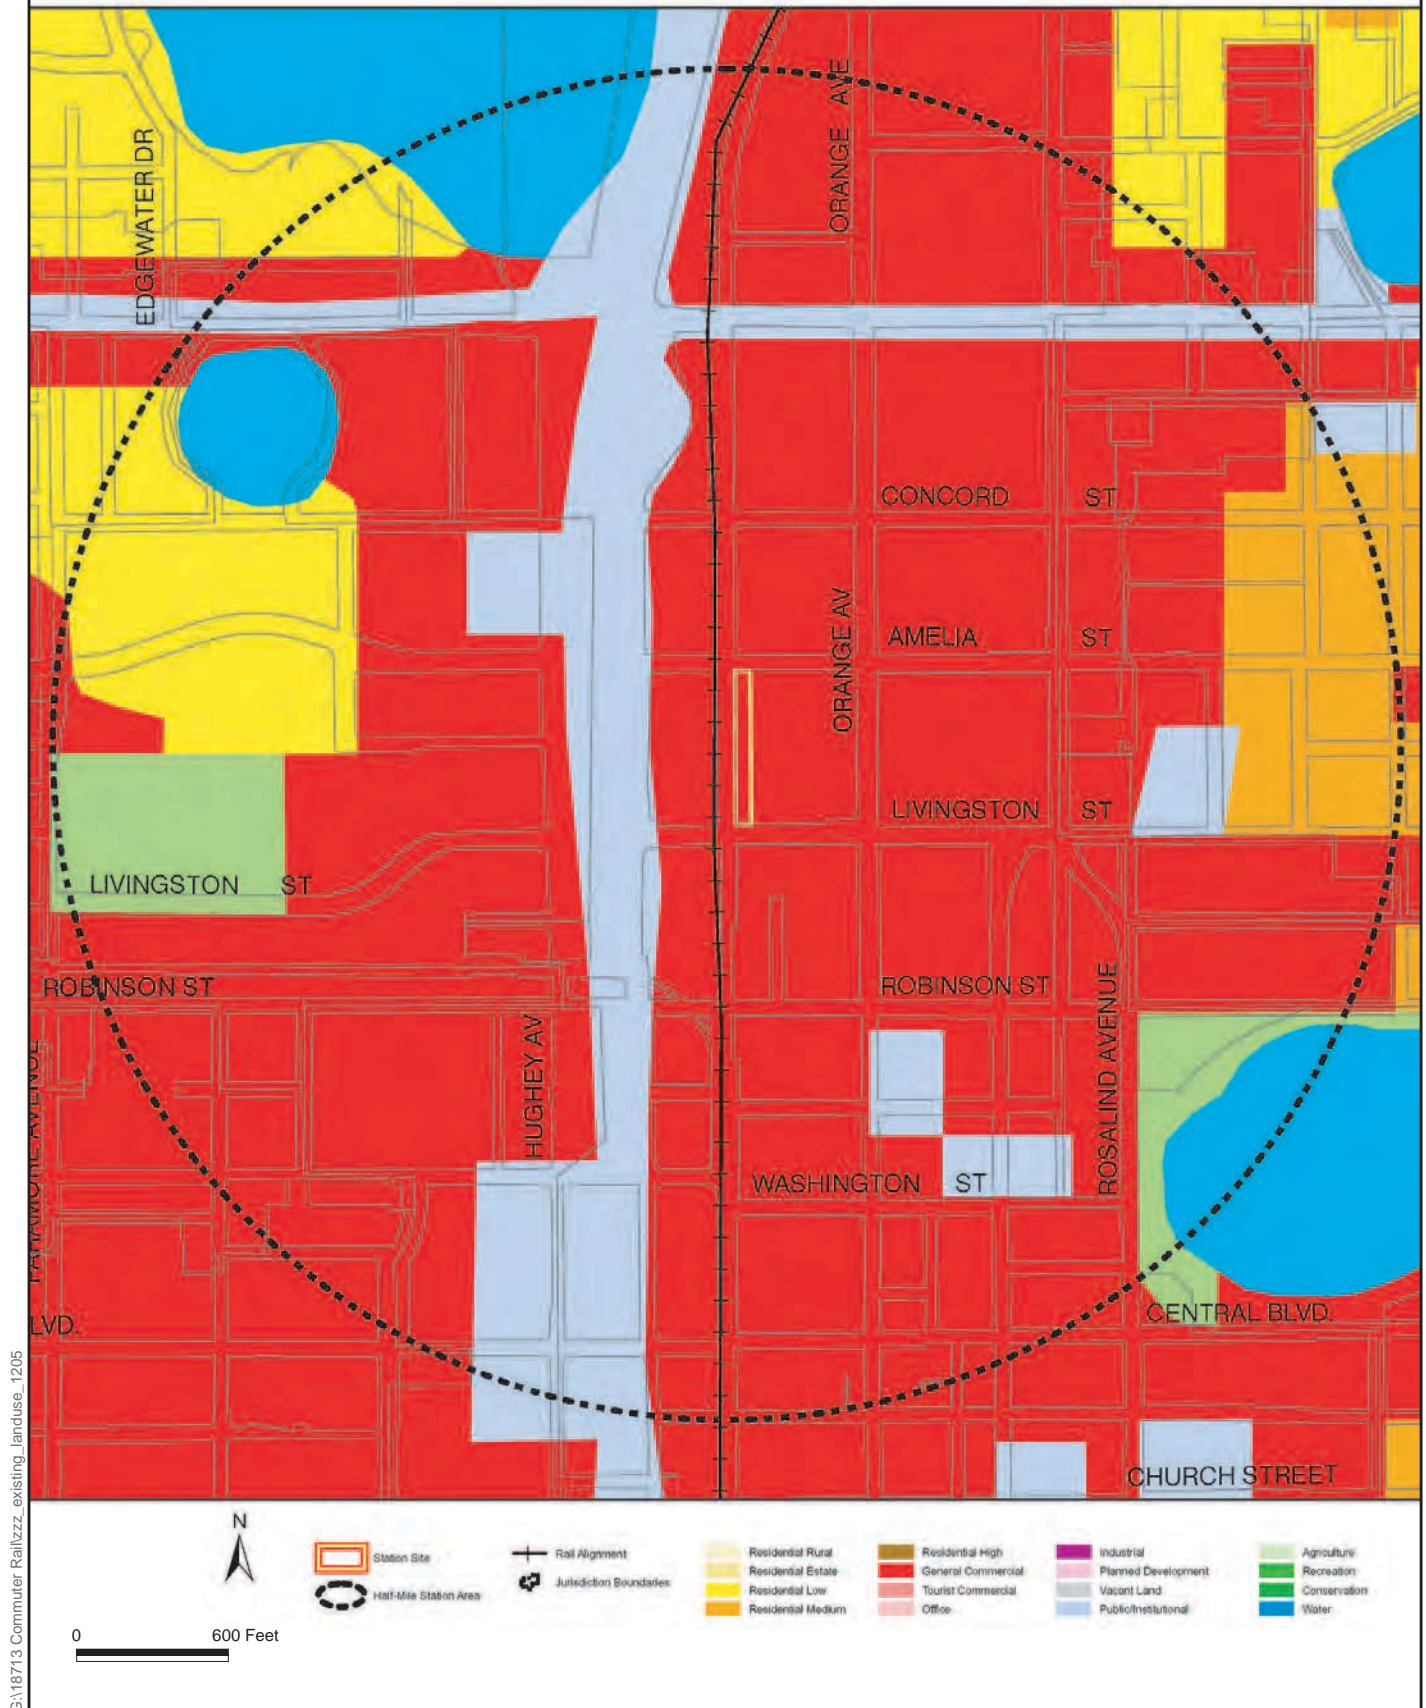 ORANGE AVE
EDGEWATER DR
CONCORD ST
ORANGE AV
AMELIA ST
LIVINGSTON ST
LIVINGSTON ST
ROBINSON ST
ROBINSON ST
HUGHEY AV
ROSALIND AVENUE
PARAMORE AVENUE
WASHINGTON ST
CENTRAL BLVD.
LVD.
CHURCH STREET
G:\18713 Commuter Rail\zzz_existing_landuse_1205
N
Station Site
Half-Mile Station Area
Rail Alignment
Jurisdiction Boundaries
Residential Rural
Residential Estate
Residential Low
Residential Medium
Residential High
General Commercial
Tourist Commercial
Office
Industrial
Planned Development
Vacant Land
Public/Institutional
Agriculture
Recreation
Conservation
Water
0 600 Feet